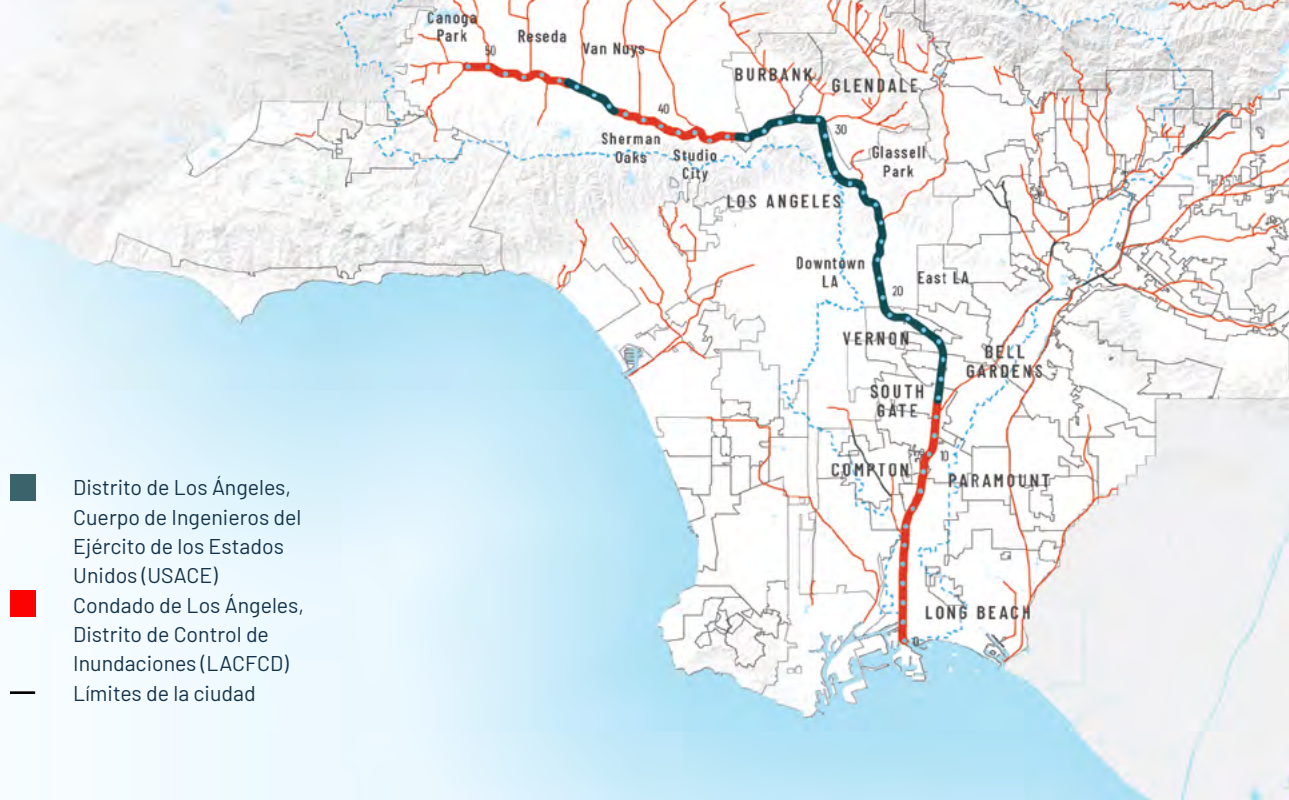 Canoga
Park
50
Reseda
Van Nuys
BURBANK
GLENDALE
40
30
Sherman
Oaks
Studio
City
Glassell
Park
LOS ANGELES
Downtown
LA
East LA
20
VERNON
BELL
GARDENS
SOUTH
GATE
10
COMPTON
PARAMOUNT
LONG BEACH
0
Distrito de Los Ángeles,
Cuerpo de Ingenieros del
Ejército de los Estados
Unidos (USACE)
Condado de Los Ángeles,
Distrito de Control de
Inundaciones (LACFCD)
Límites de la ciudad